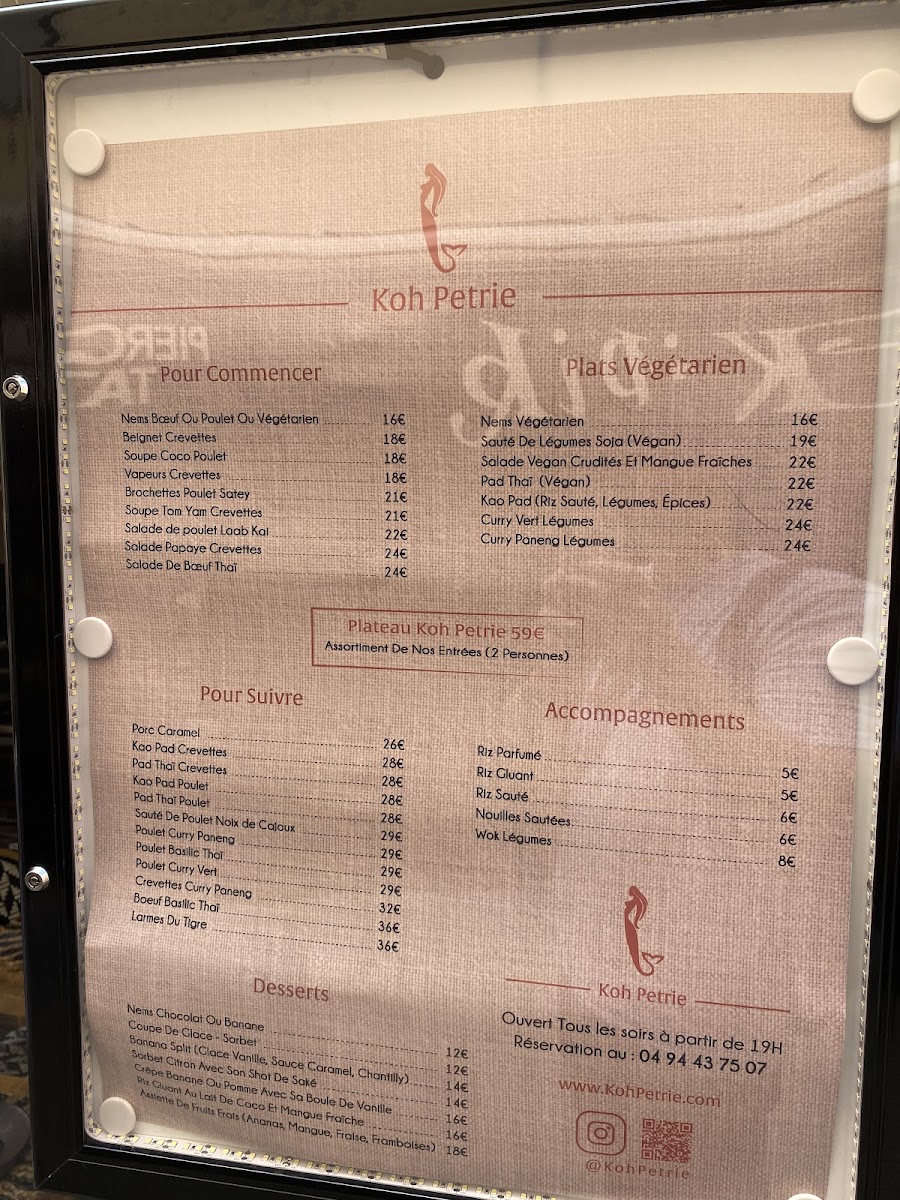 Koh Petrie
PIERC
TA
Pour Commencer
Nems Bœuf Ou Poulet Ou Végétarien 16€
Beignet Crevettes 18€
Soupe Coco Poulet 18€
Vapeurs Crevettes 18€
Brochettes Poulet Satey 21€
Soupe Tom Yam Crevettes 21€
Salade de poulet Laab Kai 22€
Salade Papaye Crevettes 24€
Salade De Bœuf Thaï 24€
Plats Végétarien
Nems Végétarien 16€
Sauté De Légumes Soja (Végan) 19€
Salade Vegan Crudités Et Mangue Fraîches 22€
Pad Thaï (Végan) 22€
Kao Pad (Riz Sauté, Légumes, Épices) 22€
Curry Vert Légumes 24€
Curry Paneng Légumes 24€
Plateau Koh Petrie 59€
Assortiment De Nos Entrées (2 Personnes)
Pour Suivre
Porc Caramel 26€
Kao Pad Crevettes 28€
Pad Thaï Crevettes 28€
Kao Pad Poulet 28€
Pad Thaï Poulet 28€
Sauté De Poulet Noix de Cajoux 29€
Poulet Curry Paneng 29€
Poulet Basilic Thaï 29€
Poulet Curry Vert 29€
Crevettes Curry Paneng 32€
Boeuf Basilic Thaï 36€
Larmes Du Tigre 36€
Accompagnements
Riz Parfumé 5€
Riz Gluant 5€
Riz Sauté 6€
Nouilles Sautées 6€
Wok Légumes 8€
Desserts
Nems Chocolat Ou Banane 12€
Coupe De Glace - Sorbet 12€
Banana Split (Glace Vanille, Sauce Caramel, Chantilly) 14€
Sorbet Citron Avec Son Shot De Saké 14€
Crêpe Banane Ou Pomme Avec Sa Boule De Vanille 16€
Riz Gluant Au Lait De Coco Et Mangue Fraîche 16€
Assiette De Fruits Frais (Ananas, Mangue, Fraise, Framboises) 18€
Koh Petrie
Ouvert Tous les soirs à partir de 19H
Réservation au : 04 94 43 75 07
www.KohPetrie.com
@KohPetrie